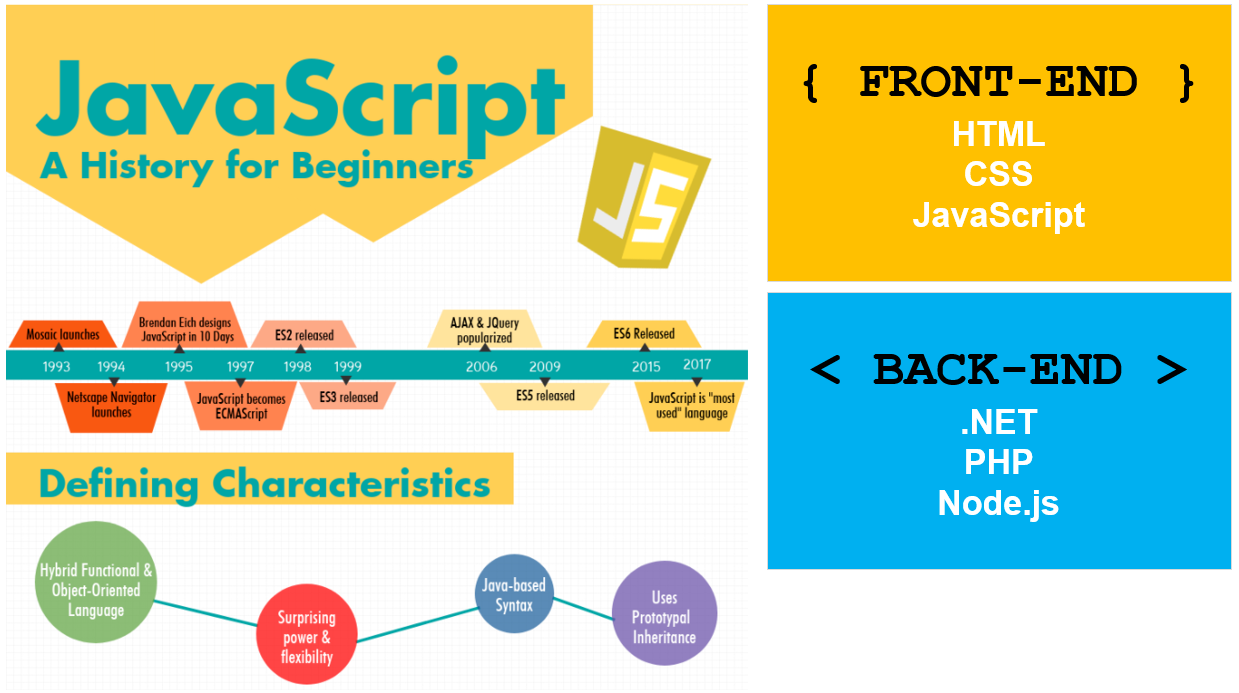 JavaScript
A History for Beginners
JS
Mosaic launches
Brendan Eich designs
JavaScript in 10 Days
ES2 released
AJAX & JQuery
popularized
ES6 Released
1993 1994 1995 1997 1998 1999 2006 2009 2015 2017
Netscape Navigator
launches
JavaScript becomes
ECMAScript
ES3 released
ES5 released
JavaScript is "most
used" language
Defining Characteristics
Hybrid Functional &
Object-Oriented
Language
Surprising
power &
flexibility
Java-based
Syntax
Uses
Prototypal
Inheritance
{ FRONT-END }
HTML
CSS
JavaScript
< BACK-END >
.NET
PHP
Node.js